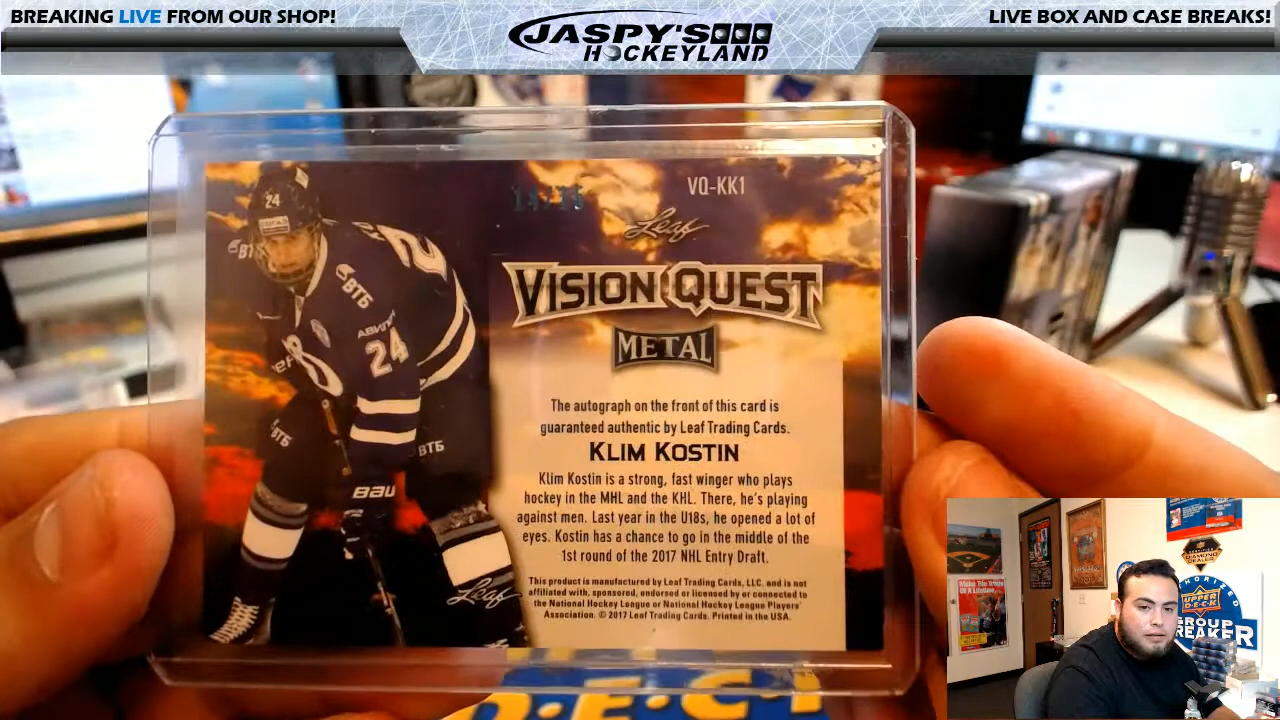 BREAKING LIVE FROM OUR SHOP!
JASPY'S
HOCKEYLAND
LIVE BOX AND CASE BREAKS!
VQ-KK1
Leaf
VISION QUEST
METAL
The autograph on the front of this card is
guaranteed authentic by Leaf Trading Cards.
KLIM KOSTIN
Klim Kostin is a strong, fast winger who plays
hockey in the MHL and the KHL. There, he's playing
against men. Last year in the U18s, he opened a lot of
eyes. Kostin has a chance to go in the middle of the
1st round of the 2017 NHL Entry Draft.
This product is manufactured by Leaf Trading Cards, LLC. and is not
affiliated with, sponsored, endorsed or licensed by or connected to
the National Hockey League or National Hockey League Players'
Association. © 2017 Leaf Trading Cards. Printed in the USA.
24
ВТБ
24
ВТБ
ВТБ
BAU
Leaf
D·E·C
DIAMOND
DEALER
UPPER
DECK
GROUP
BREAKER